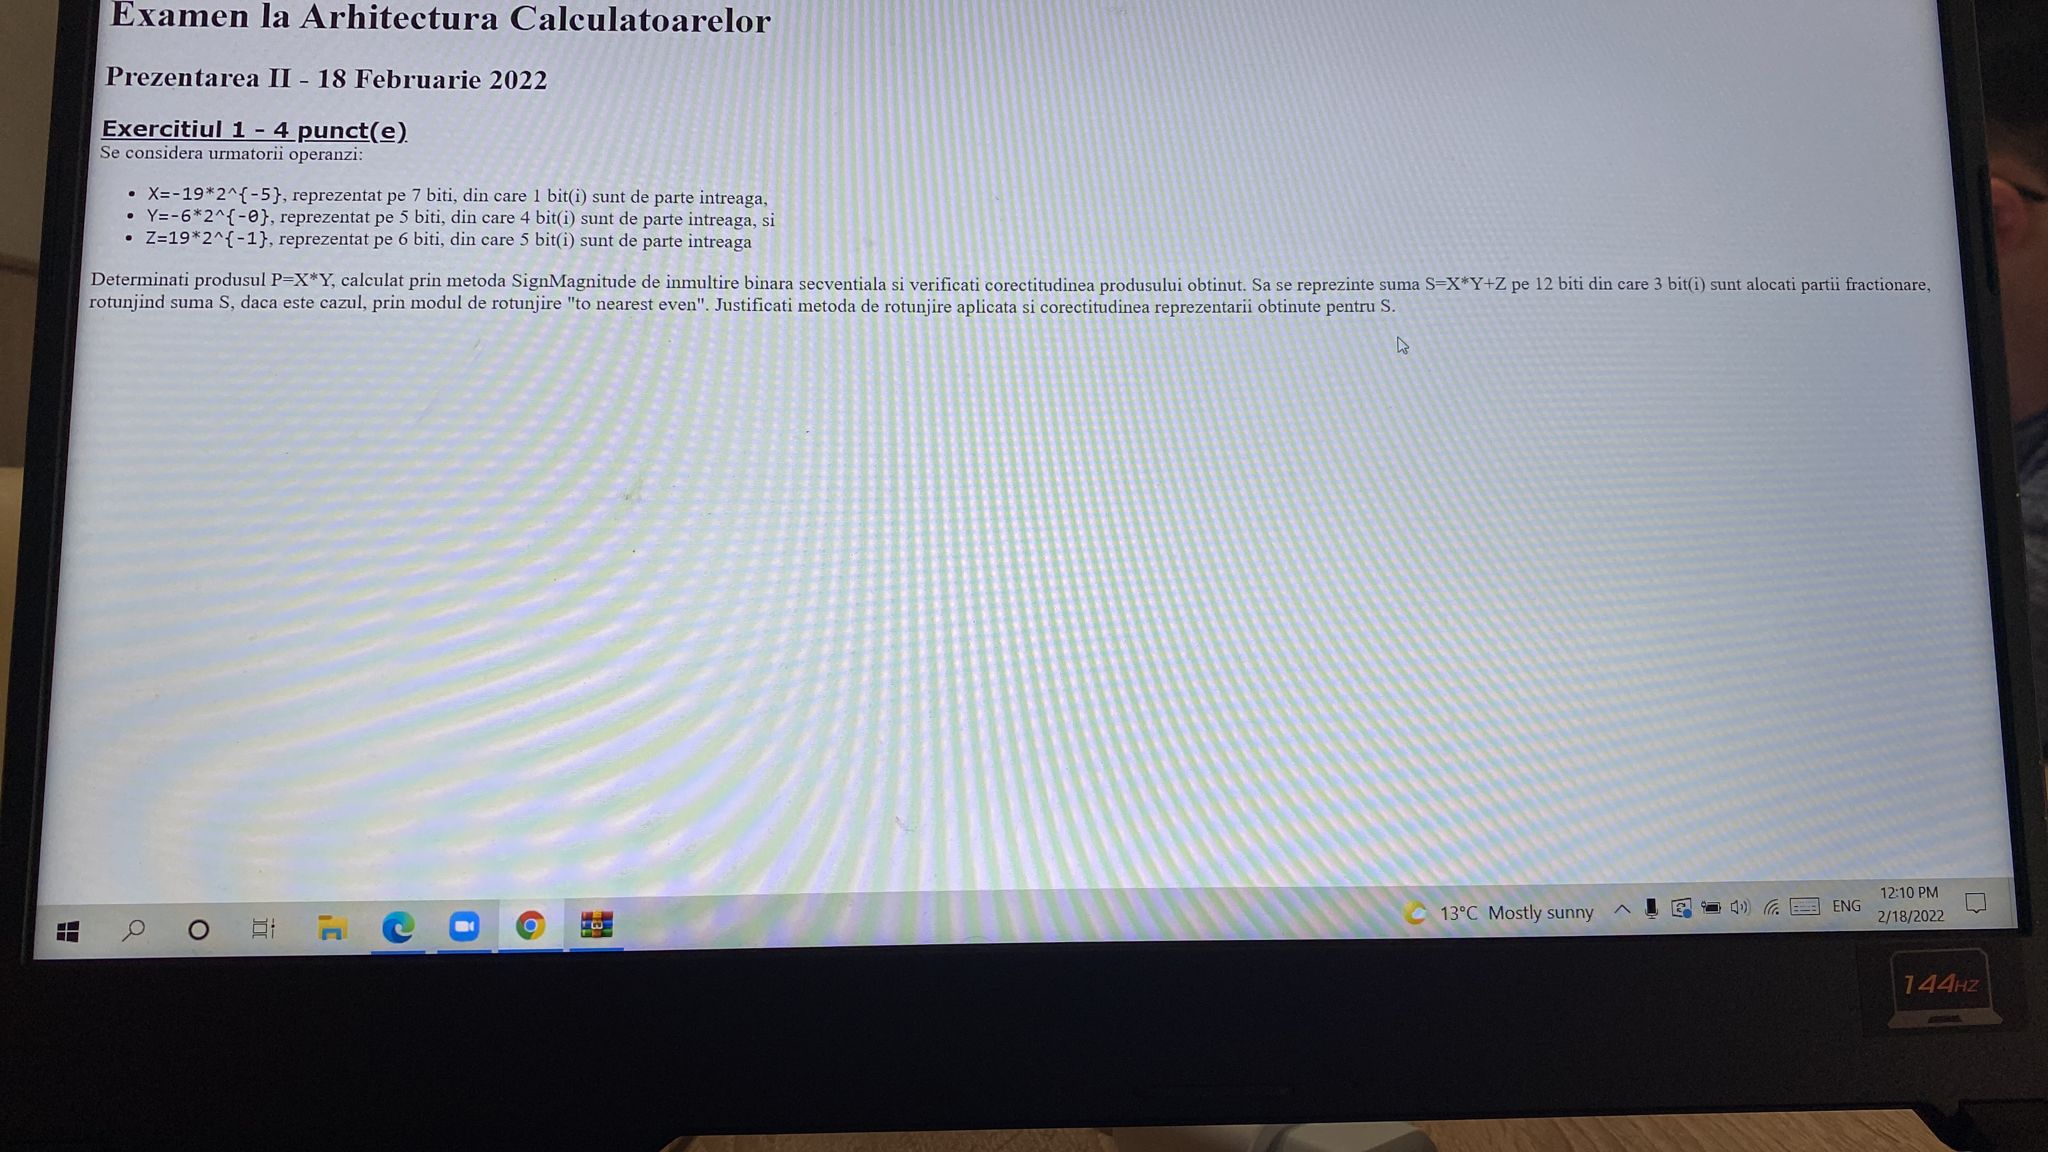 Examen la Arhitectura Calculatoarelor
Prezentarea II - 18 Februarie 2022
Exercitiul 1 - 4 punct(e)
Se considera urmatorii operanzi:
• X=-19*2^{-5}, reprezentat pe 7 biti, din care 1 bit(i) sunt de parte intreaga,
• Y=-6*2^{-0}, reprezentat pe 5 biti, din care 4 bit(i) sunt de parte intreaga, si
• Z=19*2^{-1}, reprezentat pe 6 biti, din care 5 bit(i) sunt de parte intreaga
Determinati produsul P=X*Y, calculat prin metoda SignMagnitude de inmultire binara secventiala si verificati corectitudinea produsului obtinut. Sa se reprezinte suma S=X*Y+Z pe 12 biti din care 3 bit(i) sunt alocati partii fractionare,
rotunjind suma S, daca este cazul, prin modul de rotunjire "to nearest even". Justificati metoda de rotunjire aplicata si corectitudinea reprezentarii obtinute pentru S.
13°C Mostly sunny
ENG
12:10 PM
2/18/2022
144HZ